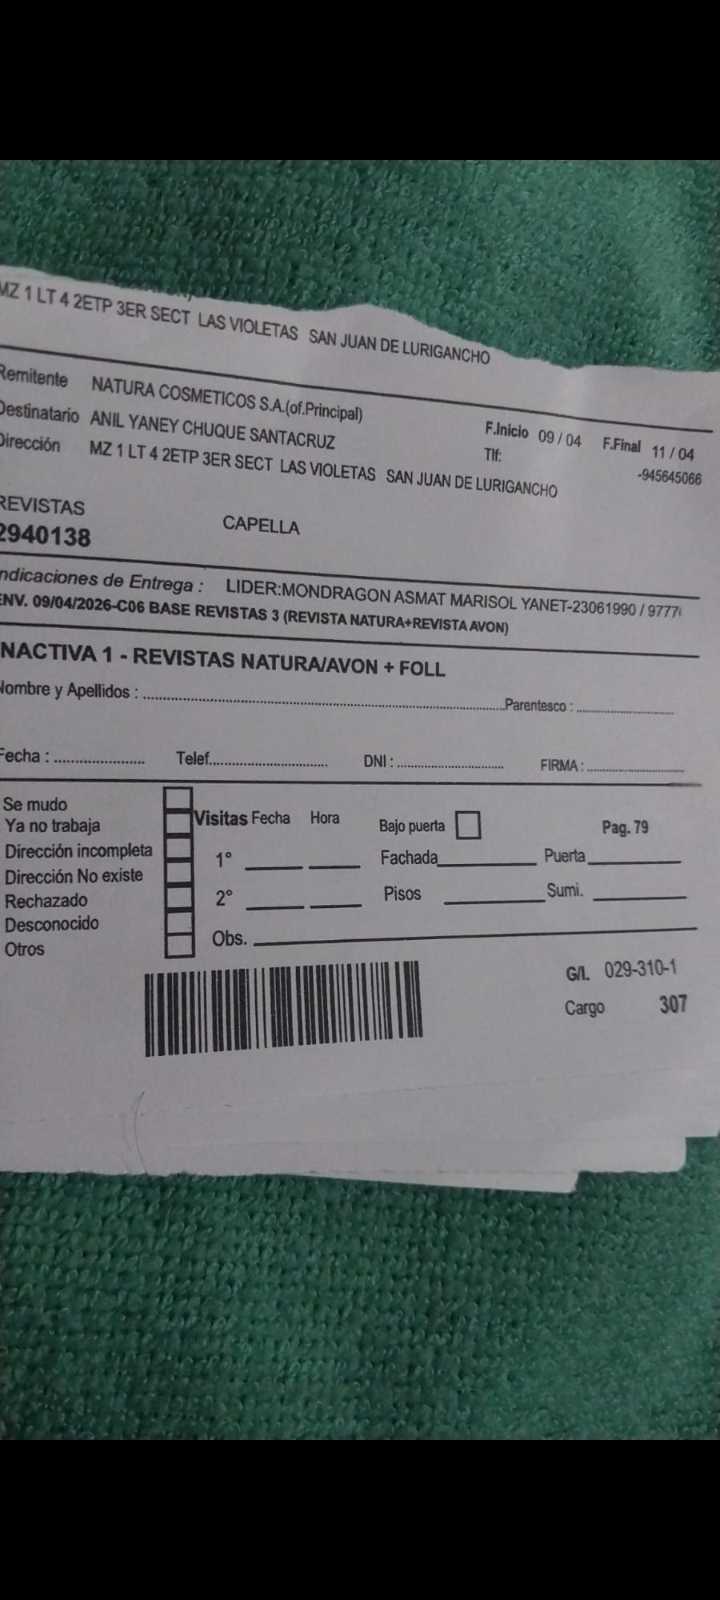 MZ 1 LT 4 2ETP 3ER SECT LAS VIOLETAS SAN JUAN DE LURIGANCHO
Remitente NATURA COSMETICOS S.A.(of.Principal)
Destinatario ANIL YANEY CHUQUE SANTACRUZ
F.Inicio 09 / 04 F.Final 11 / 04
Dirección MZ 1 LT 4 2ETP 3ER SECT LAS VIOLETAS SAN JUAN DE LURIGANCHO
Tlf: -945645066
REVISTAS CAPELLA
2940138
Indicaciones de Entrega : LIDER:MONDRAGON ASMAT MARISOL YANET-23061990 / 9777
ENV. 09/04/2026-C06 BASE REVISTAS 3 (REVISTA NATURA+REVISTA AVON)
INACTIVA 1 - REVISTAS NATURA/AVON + FOLL
Nombre y Apellidos : Parentesco :
Fecha : Telef. DNI : FIRMA :
Se mudo
Ya no trabaja
Dirección incompleta
Dirección No existe
Rechazado
Desconocido
Otros
Visitas Fecha Hora Bajo puerta Pag. 79
1° Fachada Puerta
2° Pisos Sumi.
Obs.
G/L 029-310-1
Cargo 307